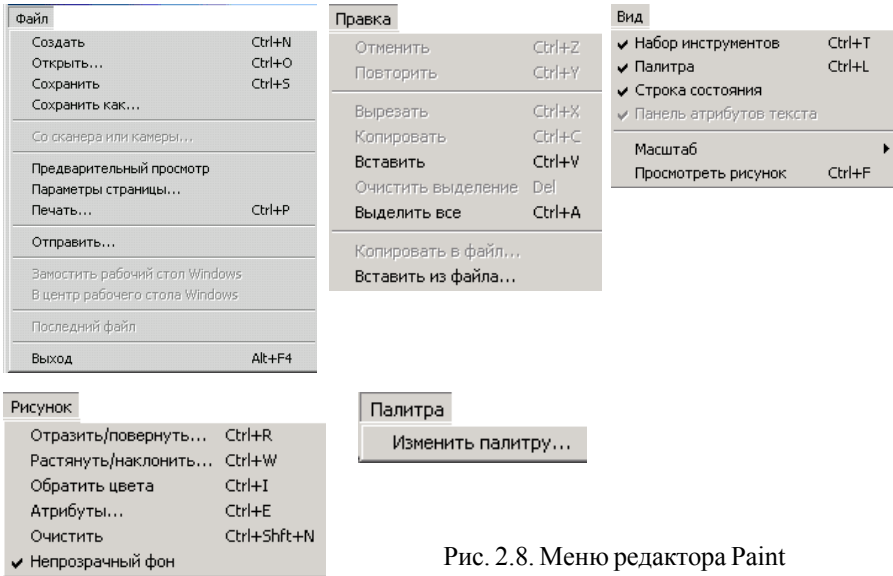 Файл
Создать Ctrl+N
Открыть... Ctrl+O
Сохранить Ctrl+S
Сохранить как...
Со сканера или камеры...
Предварительный просмотр
Параметры страницы...
Печать... Ctrl+P
Отправить...
Замостить рабочий стол Windows
В центр рабочего стола Windows
Последний файл
Выход Alt+F4
Правка
Отменить Ctrl+Z
Повторить Ctrl+Y
Вырезать Ctrl+X
Копировать Ctrl+C
Вставить Ctrl+V
Очистить выделение Del
Выделить все Ctrl+A
Копировать в файл...
Вставить из файла...
Вид
Набор инструментов Ctrl+T
Палитра Ctrl+L
Строка состояния
Панель атрибутов текста
Масштаб
Просмотреть рисунок Ctrl+F
Рисунок
Отразить/повернуть... Ctrl+R
Растянуть/наклонить... Ctrl+W
Обратить цвета Ctrl+I
Атрибуты... Ctrl+E
Очистить Ctrl+Shft+N
Непрозрачный фон
Палитра
Изменить палитру...
Рис. 2.8. Меню редактора Paint